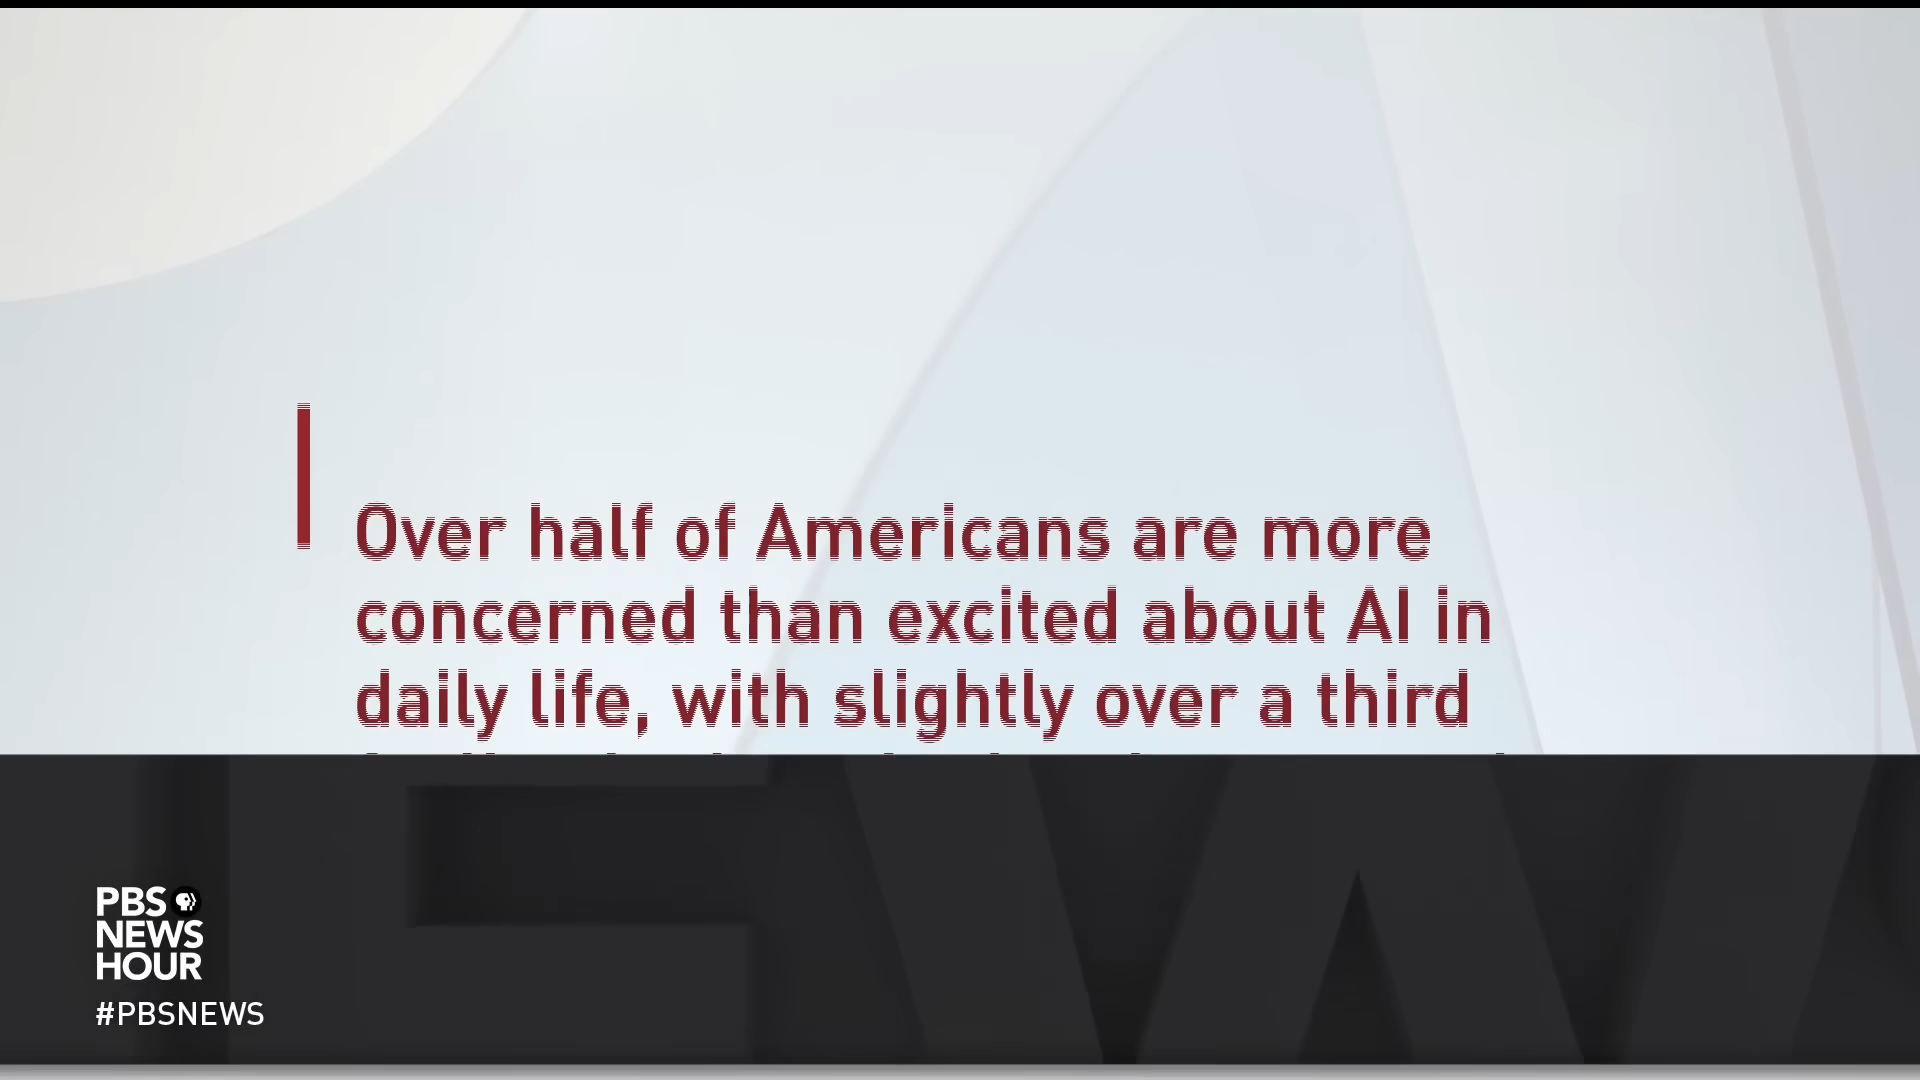 Over half of Americans are more
concerned than excited about AI in
daily life, with slightly over a third
PBS
NEWS
HOUR
#PBSNEWS